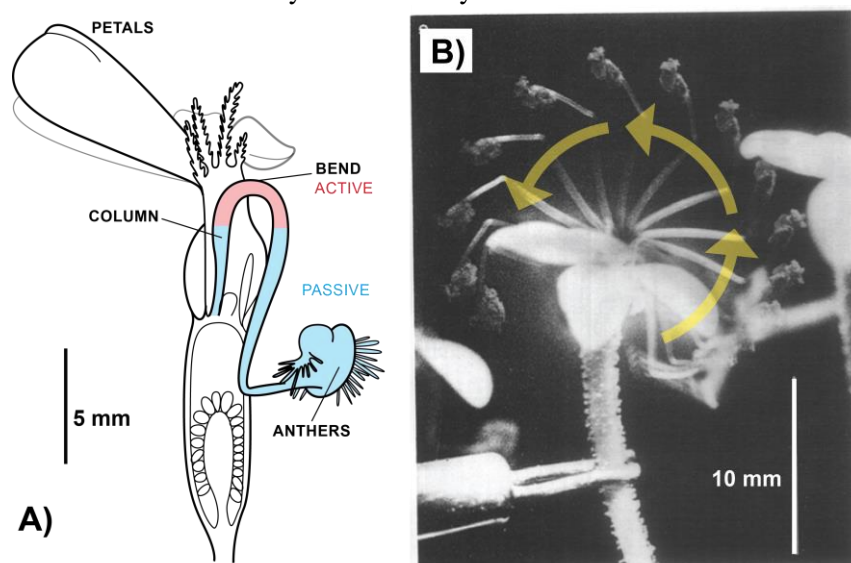 PETALS
BEND
ACTIVE
COLUMN
PASSIVE
ANTHERS
5 mm
A)
B)
10 mm